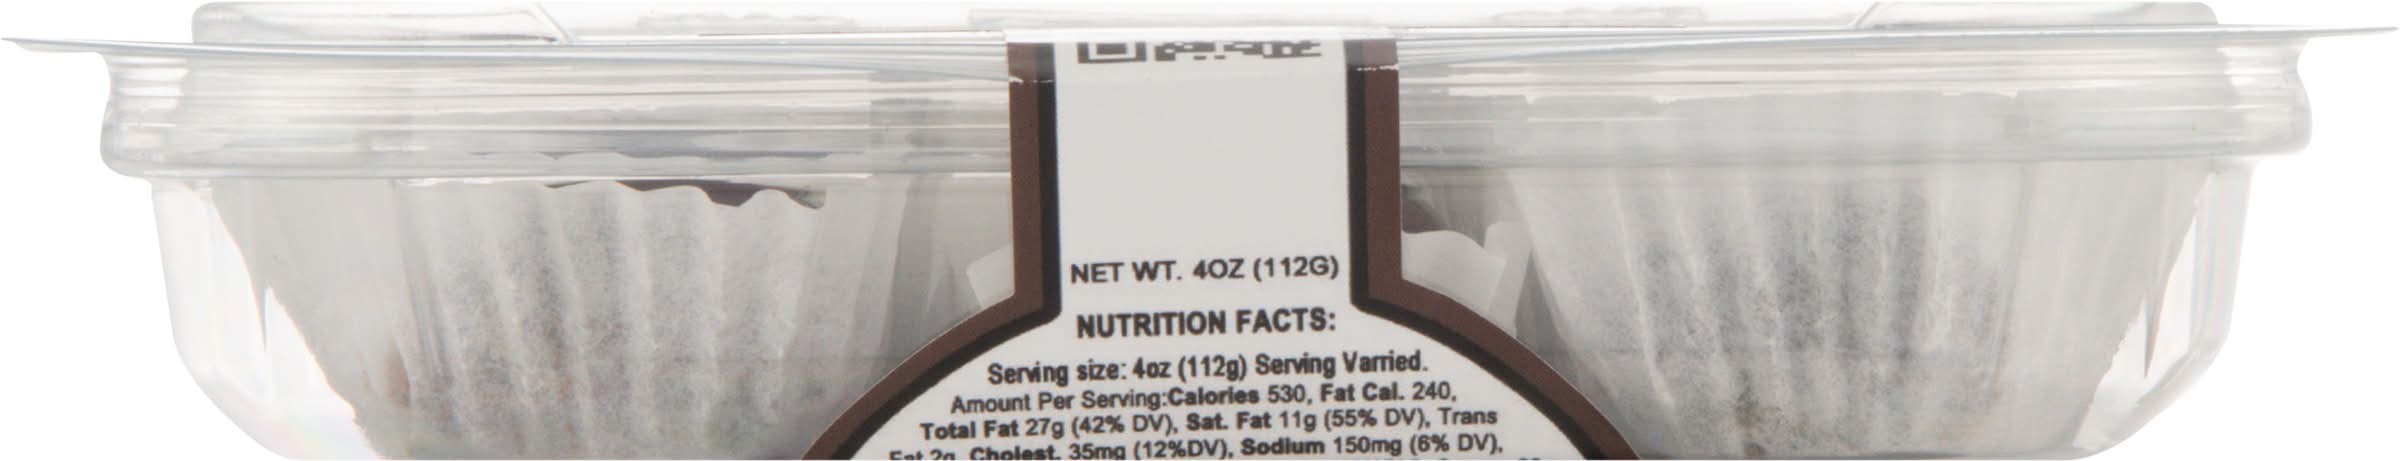 NET WT. 4OZ (112G)
NUTRITION FACTS:
Serving size: 4oz (112g) Serving Varried.
Amount Per Serving:Calories 530, Fat Cal. 240,
Total Fat 27g (42% DV), Sat. Fat 11g (55% DV), Trans
Fat 2g, Cholest. 35mg (12%DV), Sodium 150mg (6% DV),